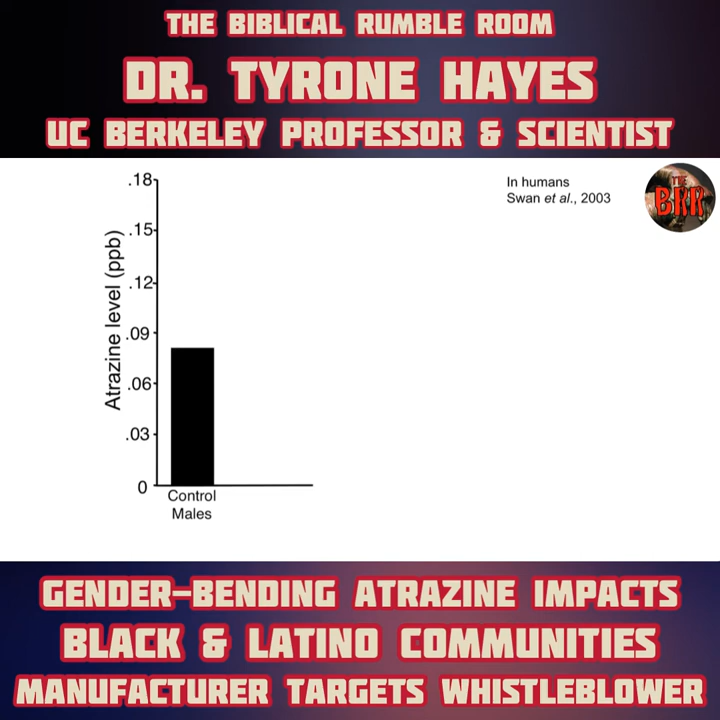 THE BIBLICAL RUMBLE ROOM
DR. TYRONE HAYES
UC BERKELEY PROFESSOR & SCIENTIST
In humans
Swan et al., 2003
THE
BRR
Atrazine level (ppb)
.18
.15
.12
.09
.06
.03
0
Control
Males
GENDER-BENDING ATRAZINE IMPACTS
BLACK & LATINO COMMUNITIES
MANUFACTURER TARGETS WHISTLEBLOWER